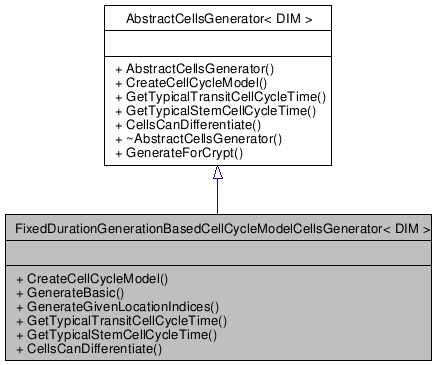 AbstractCellsGenerator< DIM >
+ AbstractCellsGenerator()
+ CreateCellCycleModel()
+ GetTypicalTransitCellCycleTime()
+ GetTypicalStemCellCycleTime()
+ CellsCanDifferentiate()
+ ~AbstractCellsGenerator()
+ GenerateForCrypt()
FixedDurationGenerationBasedCellCycleModelCellsGenerator< DIM >
+ CreateCellCycleModel()
+ GenerateBasic()
+ GenerateGivenLocationIndices()
+ GetTypicalTransitCellCycleTime()
+ GetTypicalStemCellCycleTime()
+ CellsCanDifferentiate()